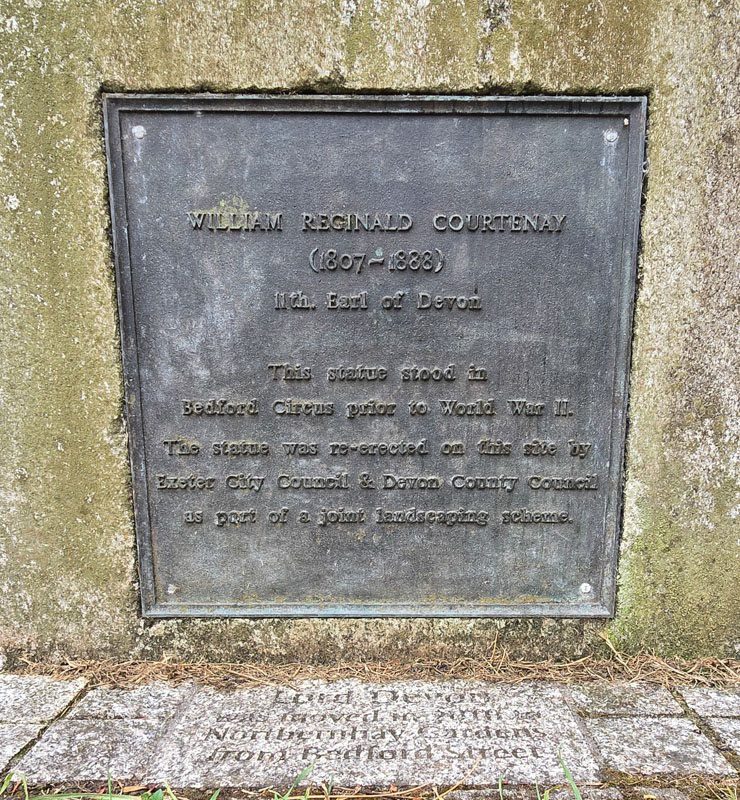 WILLIAM REGINALD COURTENAY
(1807-1888)
11th. Earl of Devon
This statue stood in
Bedford Circus prior to World War II.
The statue was re-erected on this site by
Exeter City Council & Devon County Council
as part of a joint landscaping scheme.
Lord Devon
was moved in 2010 to
Northernhay Gardens
from Bedford Street